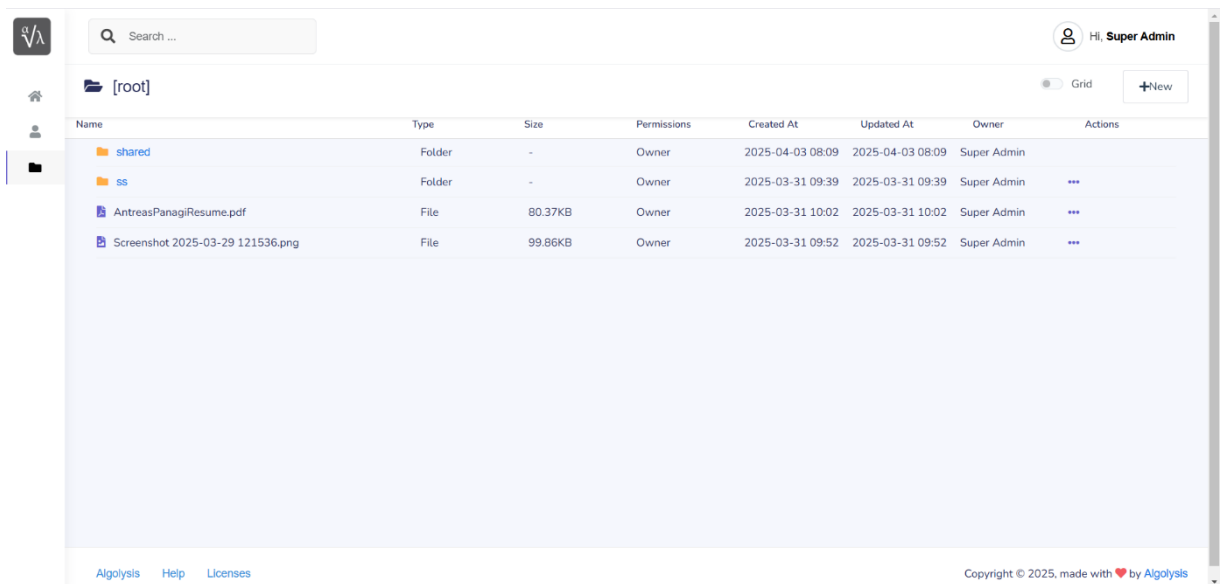 α√λ
Search ...
Hi, Super Admin
[root]
Grid
+New
Name Type Size Permissions Created At Updated At Owner Actions
shared Folder - Owner 2025-04-03 08:09 2025-04-03 08:09 Super Admin
ss Folder - Owner 2025-03-31 09:39 2025-03-31 09:39 Super Admin •••
AntreasPanagiResume.pdf File 80.37KB Owner 2025-03-31 10:02 2025-03-31 10:02 Super Admin •••
Screenshot 2025-03-29 121536.png File 99.86KB Owner 2025-03-31 09:52 2025-03-31 09:52 Super Admin •••
Algolysis Help Licenses Copyright © 2025, made with ❤ by Algolysis